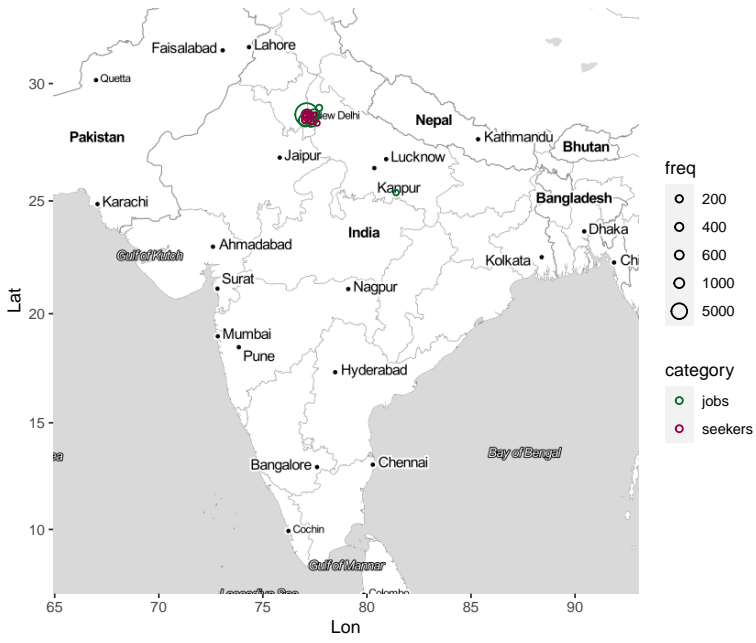 Faisalabad
Lahore
30
Quetta
New Delhi
Pakistan
Nepal
Kathmandu
Bhutan
Jaipur
Lucknow
Kanpur
25
Karachi
Bangladesh
India
Dhaka
Gulf of Kutch
Ahmadabad
Kolkata
Chi
Surat
Nagpur
20
Mumbai
Pune
Hyderabad
15
Bay of Bengal
Bangalore
Chennai
10
Cochin
Gulf of Mannar
Colombo
65
70
75
80
85
90
Lon
Lat
freq
200
400
600
1000
5000
category
jobs
seekers